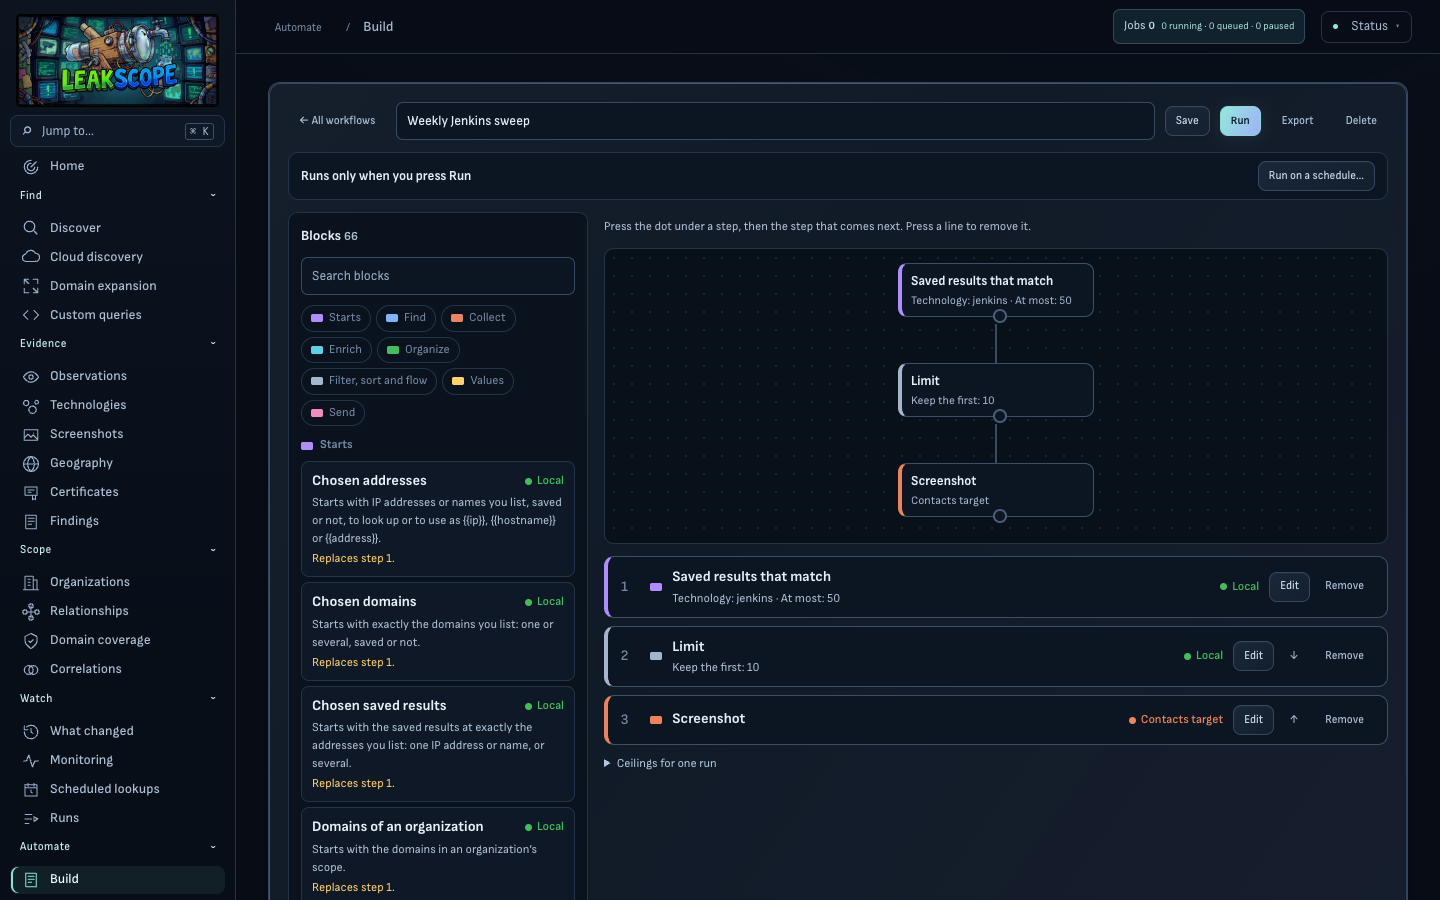 LEAKSCOPE
Jump to...
⌘ K
Home
Find
Discover
Cloud discovery
Domain expansion
Custom queries
Evidence
Observations
Technologies
Screenshots
Geography
Certificates
Findings
Scope
Organizations
Relationships
Domain coverage
Correlations
Watch
What changed
Monitoring
Scheduled lookups
Runs
Automate
Build
Automate / Build
Jobs 0 0 running · 0 queued · 0 paused
Status
← All workflows
Weekly Jenkins sweep
Save
Run
Export
Delete
Runs only when you press Run
Run on a schedule...
Blocks 66
Search blocks
Starts
Find
Collect
Enrich
Organize
Filter, sort and flow
Values
Send
Starts
Chosen addresses
Local
Starts with IP addresses or names you list, saved
or not, to look up or to use as {{ip}}, {{hostname}}
or {{address}}.
Replaces step 1.
Chosen domains
Local
Starts with exactly the domains you list: one or
several, saved or not.
Replaces step 1.
Chosen saved results
Local
Starts with the saved results at exactly the
addresses you list: one IP address or name, or
several.
Replaces step 1.
Domains of an organization
Local
Starts with the domains in an organization's
scope.
Replaces step 1.
Press the dot under a step, then the step that comes next. Press a line to remove it.
Saved results that match
Technology: jenkins · At most: 50
Limit
Keep the first: 10
Screenshot
Contacts target
1
Saved results that match
Technology: jenkins · At most: 50
Local
Edit
Remove
2
Limit
Keep the first: 10
Local
Edit
↓
Remove
3
Screenshot
Contacts target
Edit
↑
Remove
Ceilings for one run